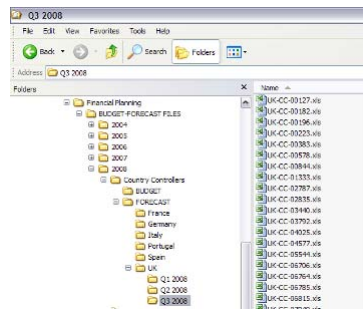 Q3 2008
File Edit View Favorites Tools Help
Back Search Folders
Address Q3 2008
Folders
Financial Planning
BUDGET-FORECAST FILES
2004
2005
2006
2007
2008
Country Controllers
BUDGET
FORECAST
France
Germany
Italy
Portugal
Spain
UK
Q1 2008
Q2 2008
Q3 2008
Name
UK-CC-00127.xls
UK-CC-00182.xls
UK-CC-00196.xls
UK-CC-00223.xls
UK-CC-00383.xls
UK-CC-00578.xls
UK-CC-00844.xls
UK-CC-01333.xls
UK-CC-02787.xls
UK-CC-02835.xls
UK-CC-03440.xls
UK-CC-03792.xls
UK-CC-04025.xls
UK-CC-04577.xls
UK-CC-05544.xls
UK-CC-06706.xls
UK-CC-06764.xls
UK-CC-06785.xls
UK-CC-06815.xls